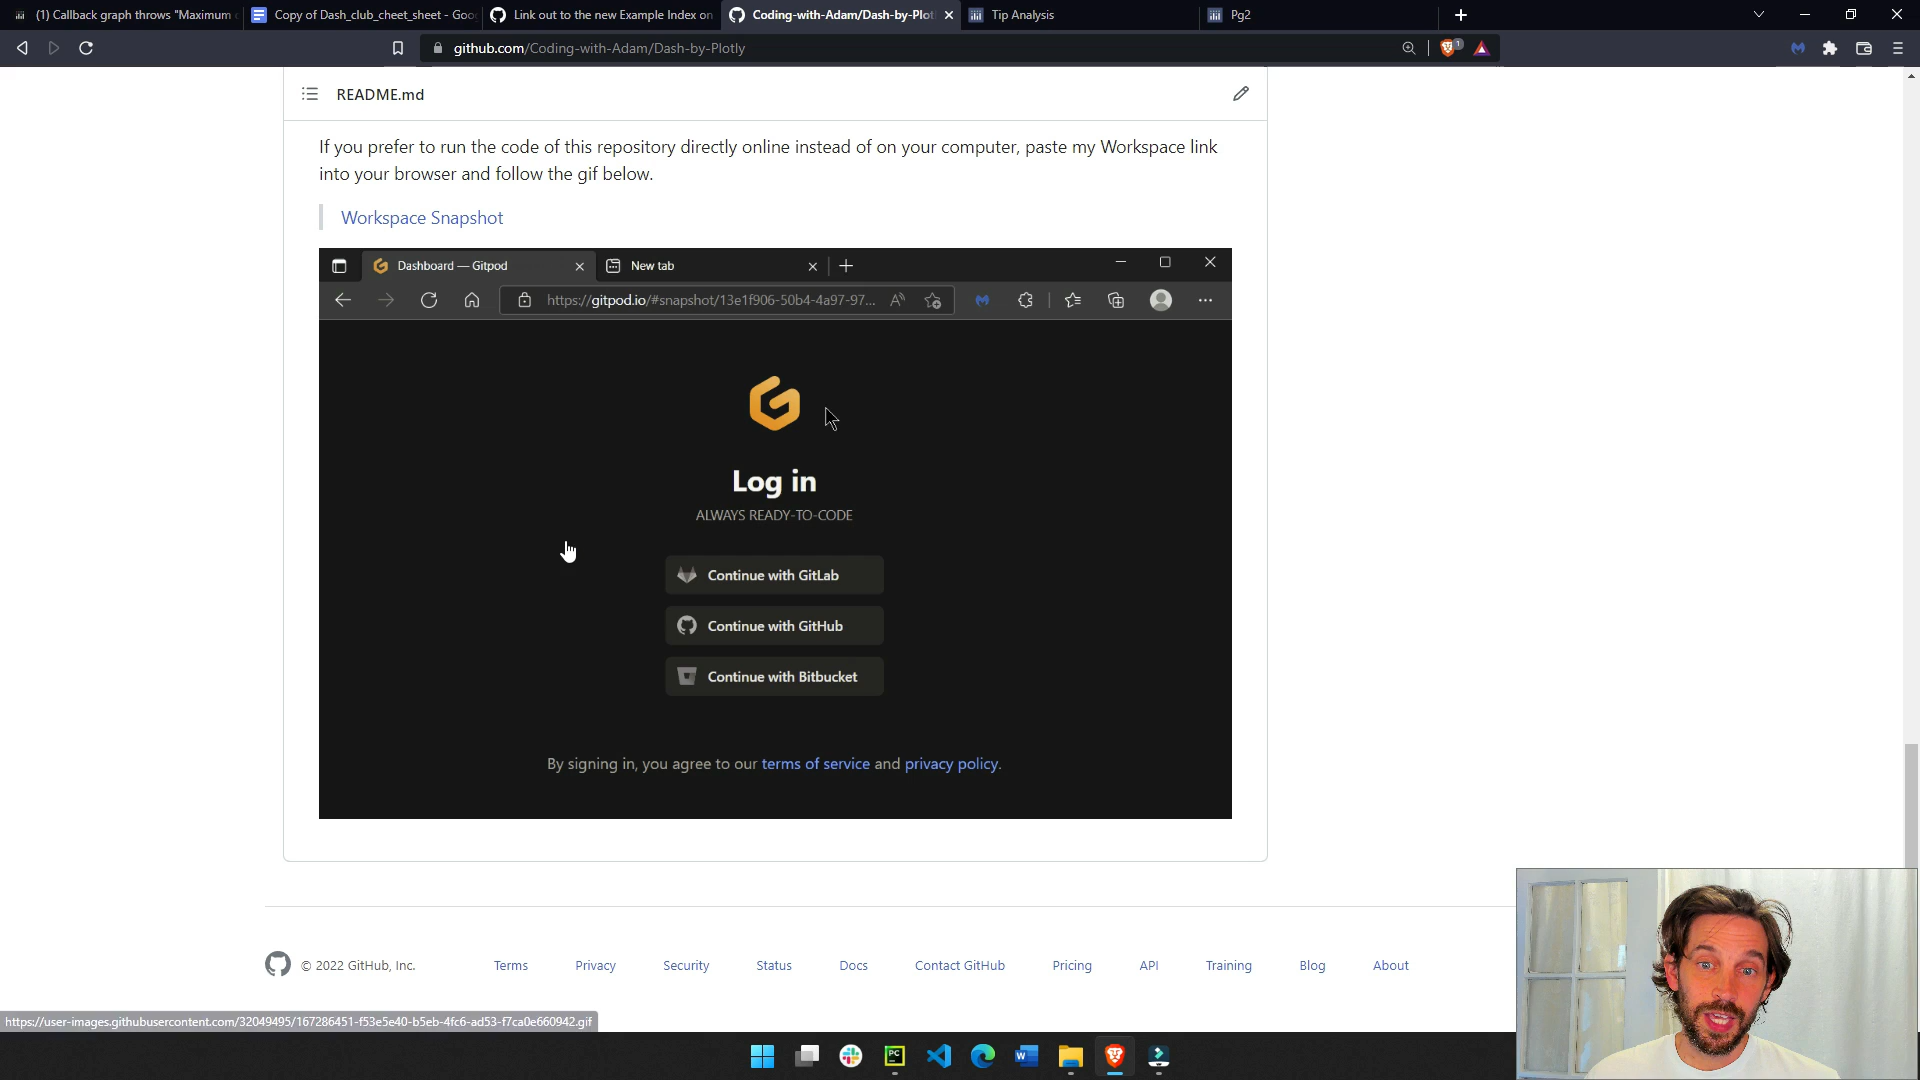 (1) Callback graph throws "Maximum
Copy of Dash_club_cheet_sheet - Goo
Link out to the new Example Index on
Coding-with-Adam/Dash-by-Plot
Tip Analysis
Pg2
github.com/Coding-with-Adam/Dash-by-Plotly
1
README.md
If you prefer to run the code of this repository directly online instead of on your computer, paste my Workspace link
into your browser and follow the gif below.
Workspace Snapshot
Dashboard — Gitpod
New tab
https://gitpod.io/#snapshot/13e1f906-50b4-4a97-97...
Log in
ALWAYS READY-TO-CODE
Continue with GitLab
Continue with GitHub
Continue with Bitbucket
By signing in, you agree to our terms of service and privacy policy.
© 2022 GitHub, Inc.
Terms
Privacy
Security
Status
Docs
Contact GitHub
Pricing
API
Training
Blog
About
https://user-images.githubusercontent.com/32049495/167286451-f53e5e40-b5eb-4fc6-ad53-f7ca0e660942.gif